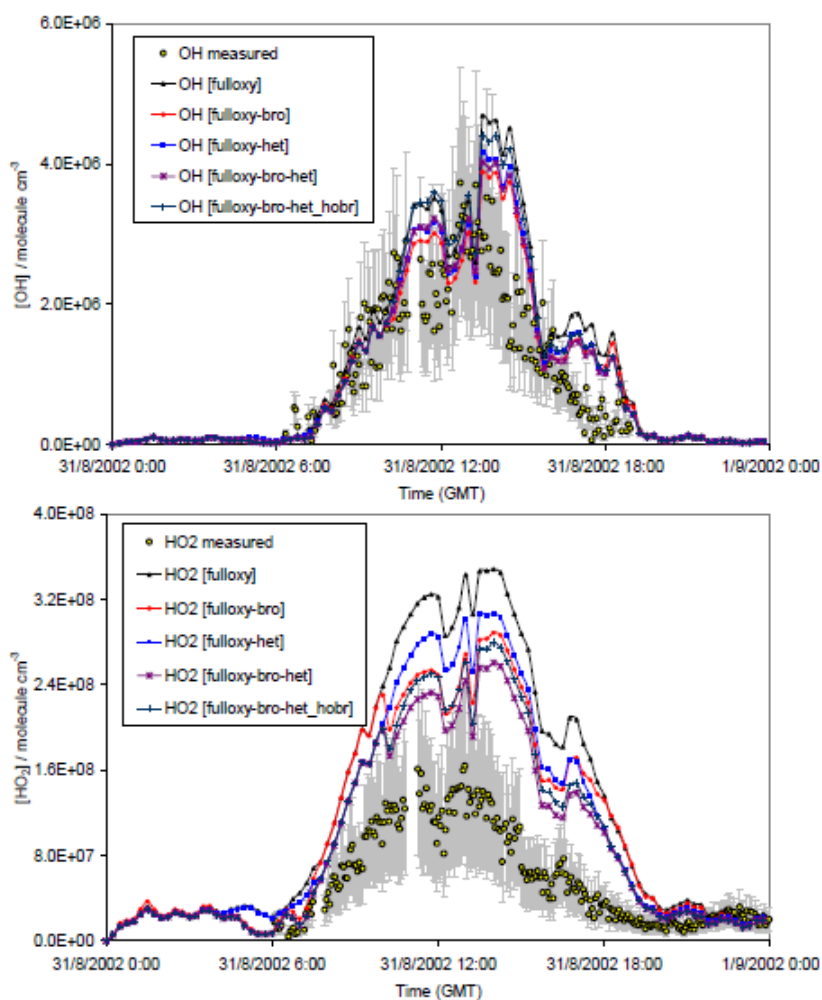 6.0E+06
OH measured
OH [fulloxy]
OH [fulloxy-bro]
OH [fulloxy-het]
OH [fulloxy-bro-het]
OH [fulloxy-bro-het_hobr]
4.0E+06
[OH] / molecule cm-3
2.0E+06
0.0E+00
31/8/2002 0:00 31/8/2002 6:00 31/8/2002 12:00 31/8/2002 18:00 1/9/2002 0:00
Time (GMT)
4.0E+08
HO2 measured
HO2 [fulloxy]
HO2 [fulloxy-bro]
HO2 [fulloxy-het]
HO2 [fulloxy-bro-het]
HO2 [fulloxy-bro-het_hobr]
3.2E+08
2.4E+08
[HO2] / molecule cm-3
1.6E+08
8.0E+07
0.0E+00
31/8/2002 0:00 31/8/2002 6:00 31/8/2002 12:00 31/8/2002 18:00 1/9/2002 0:00
Time (GMT)